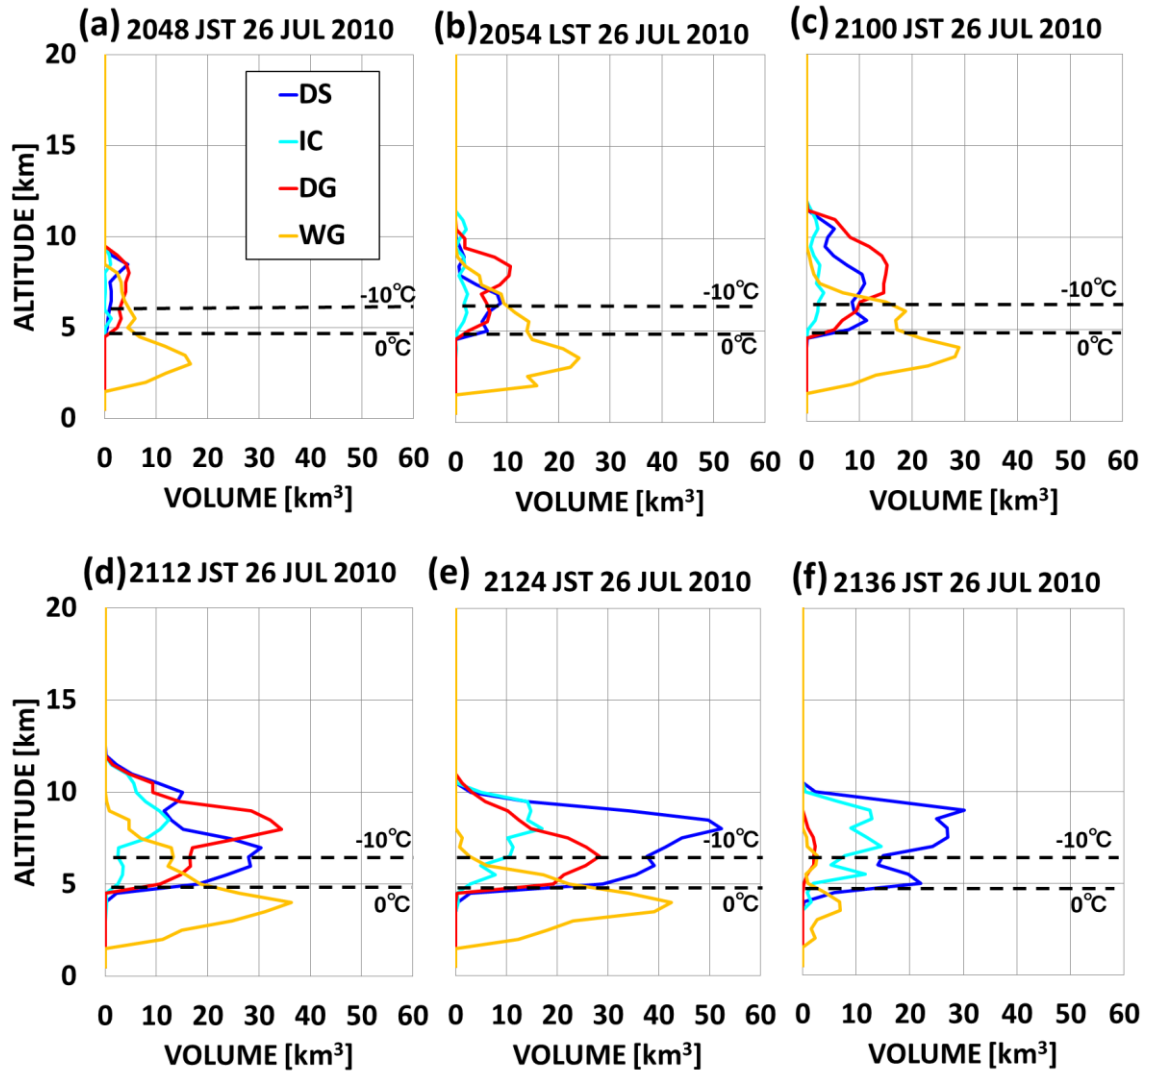 (a) 2048 JST 26 JUL 2010
(b) 2054 LST 26 JUL 2010
(c) 2100 JST 26 JUL 2010
ALTITUDE [km]
20
15
10
5
0
DS
IC
DG
WG
-10°C
0°C
-10°C
0°C
-10°C
0°C
0 10 20 30 40 50 60
0 10 20 30 40 50 60
0 10 20 30 40 50 60
VOLUME [km³]
VOLUME [km³]
VOLUME [km³]
(d) 2112 JST 26 JUL 2010
(e) 2124 JST 26 JUL 2010
(f) 2136 JST 26 JUL 2010
ALTITUDE [km]
20
15
10
5
0
-10°C
0°C
-10°C
0°C
-10°C
0°C
0 10 20 30 40 50 60
0 10 20 30 40 50 60
0 10 20 30 40 50 60
VOLUME [km³]
VOLUME [km³]
VOLUME [km³]